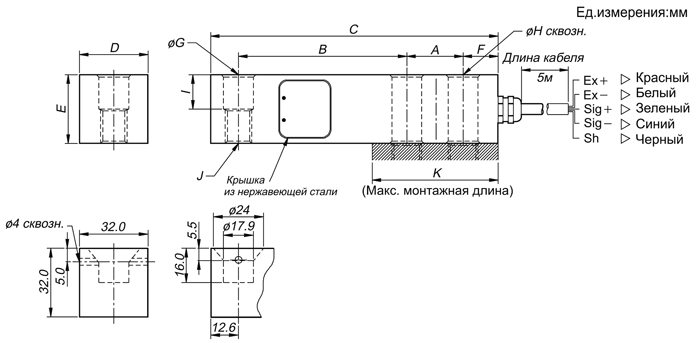 Ед.измерения:мм
C
D
øG
B
A
F
øH сквозн.
Длина кабеля
5м
E
I
Ex+ ▷ Красный
Ex− ▷ Белый
Sig+ ▷ Зеленый
Sig− ▷ Синий
Sh ▷ Черный
J
Крышка
из нержавеющей стали
K
(Макс. монтажная длина)
ø4 сквозн.
32.0
ø24
ø17.9
5.5
16.0
32.0
5.0
12.6